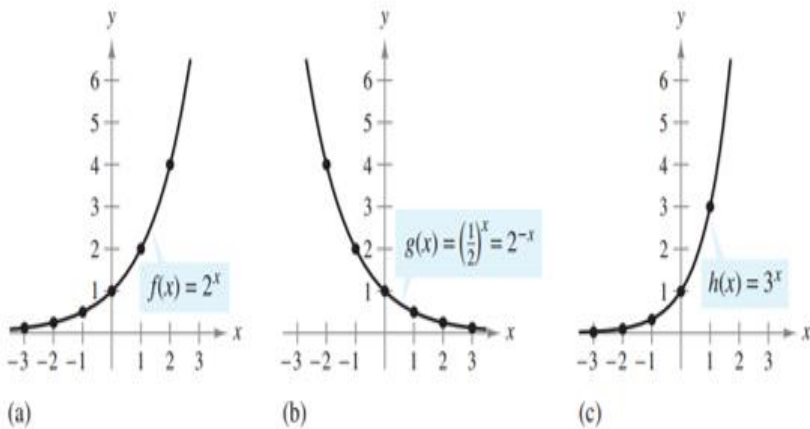 y
6
5
4
3
2
1
f(x) = 2^x
x
-3 -2 -1 1 2 3
(a)
y
6
5
4
3
2
g(x) = (1/2)^x = 2^-x
1
x
-3 -2 -1 1 2 3
(b)
y
6
5
4
3
2
1
h(x) = 3^x
x
-3 -2 -1 1 2 3
(c)